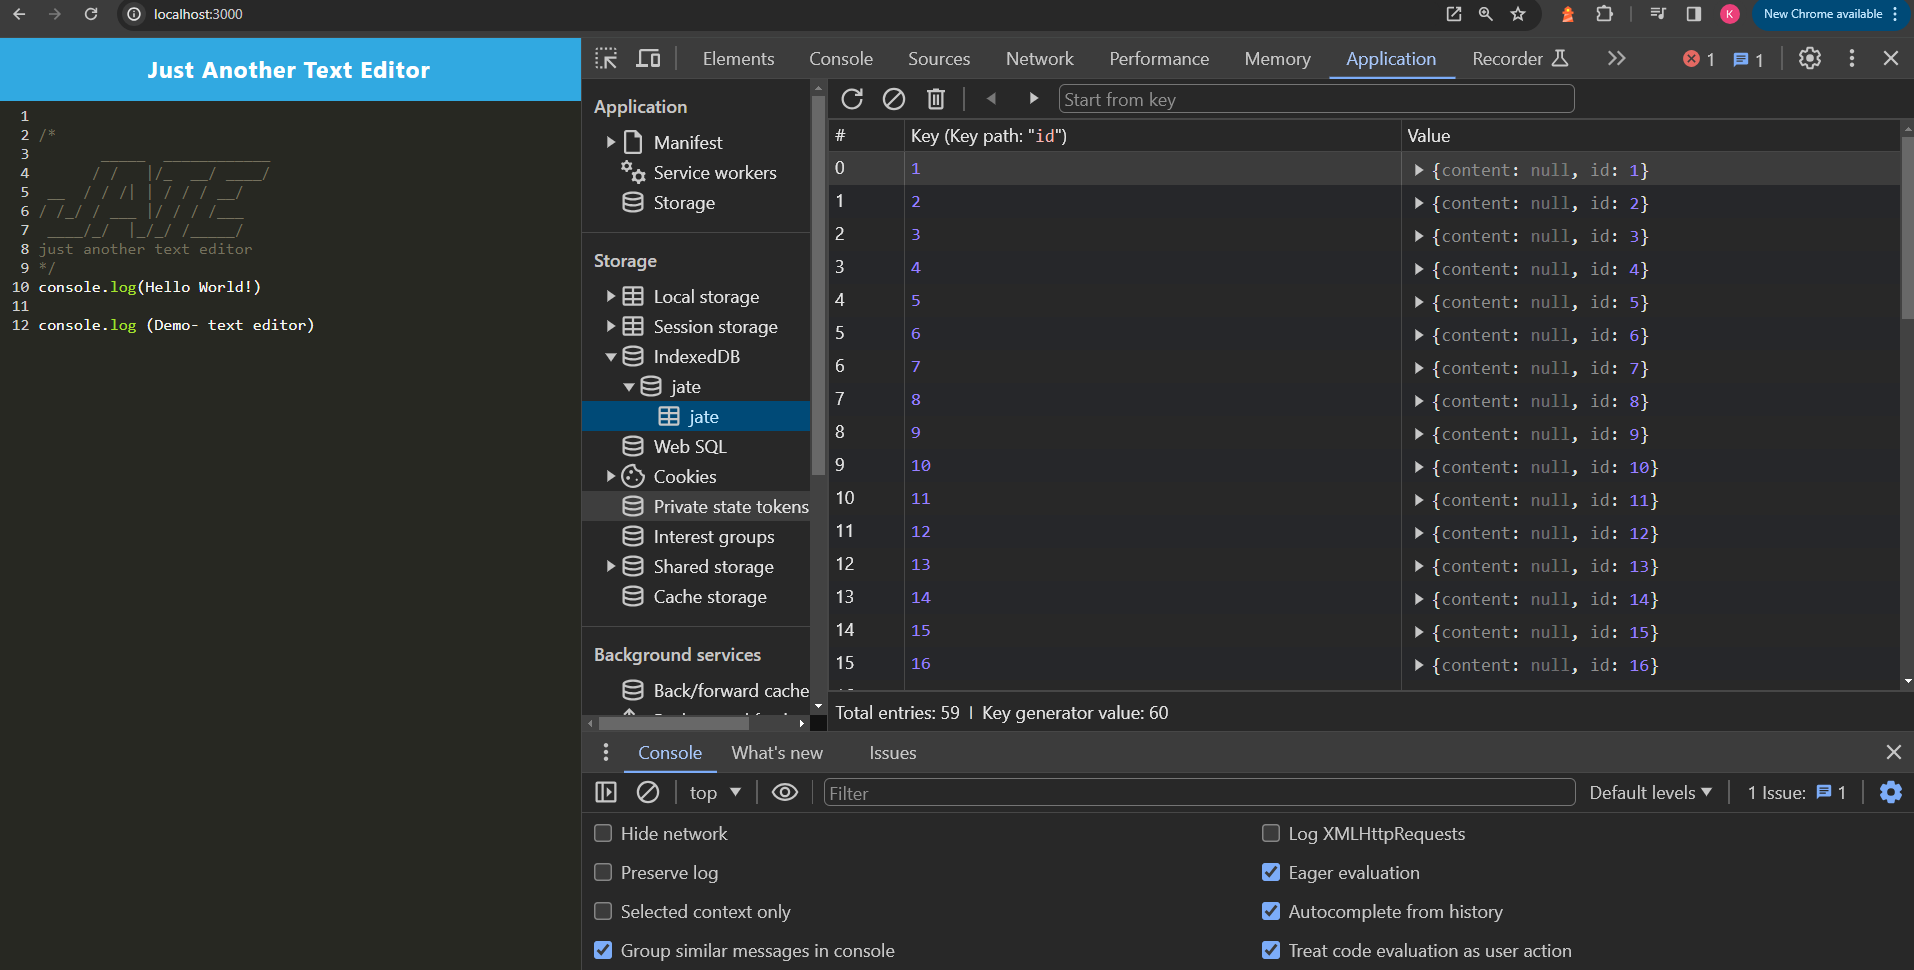 localhost:3000
K
New Chrome available
Just Another Text Editor
1
2 /*
3      _____  ____________
4      / /   |/_  __/ ____/
5 __  / / /| | / / / __/
6 / /_/ / ___ |/ / / /___
7 ____/_/  |_/_/ /_____/
8 just another text editor
9 */
10 console.log(Hello World!)
11
12 console.log (Demo- text editor)
Elements Console Sources Network Performance Memory Application Recorder 1 1
Application
Manifest
Service workers
Storage
Storage
Local storage
Session storage
IndexedDB
jate
jate
Web SQL
Cookies
Private state tokens
Interest groups
Shared storage
Cache storage
Background services
Back/forward cache
Start from key
# Key (Key path: "id") Value
0 1 {content: null, id: 1}
1 2 {content: null, id: 2}
2 3 {content: null, id: 3}
3 4 {content: null, id: 4}
4 5 {content: null, id: 5}
5 6 {content: null, id: 6}
6 7 {content: null, id: 7}
7 8 {content: null, id: 8}
8 9 {content: null, id: 9}
9 10 {content: null, id: 10}
10 11 {content: null, id: 11}
11 12 {content: null, id: 12}
12 13 {content: null, id: 13}
13 14 {content: null, id: 14}
14 15 {content: null, id: 15}
15 16 {content: null, id: 16}
Total entries: 59 | Key generator value: 60
Console What's new Issues
top Filter Default levels 1 Issue: 1
Hide network
Log XMLHttpRequests
Preserve log
Eager evaluation
Selected context only
Autocomplete from history
Group similar messages in console
Treat code evaluation as user action